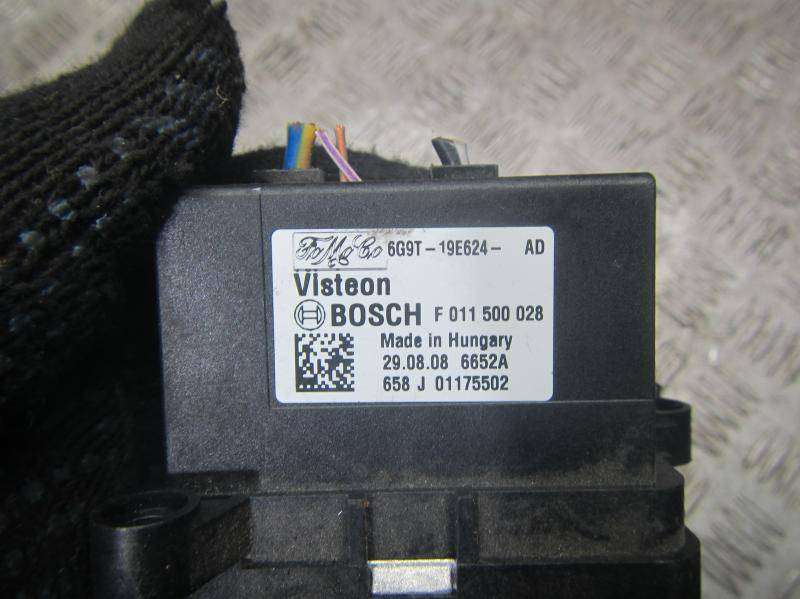 FoMoCo 6G9T-19E624- AD
Visteon
BOSCH F 011 500 028
Made in Hungary
29.08.08 6652A
658 J 01175502